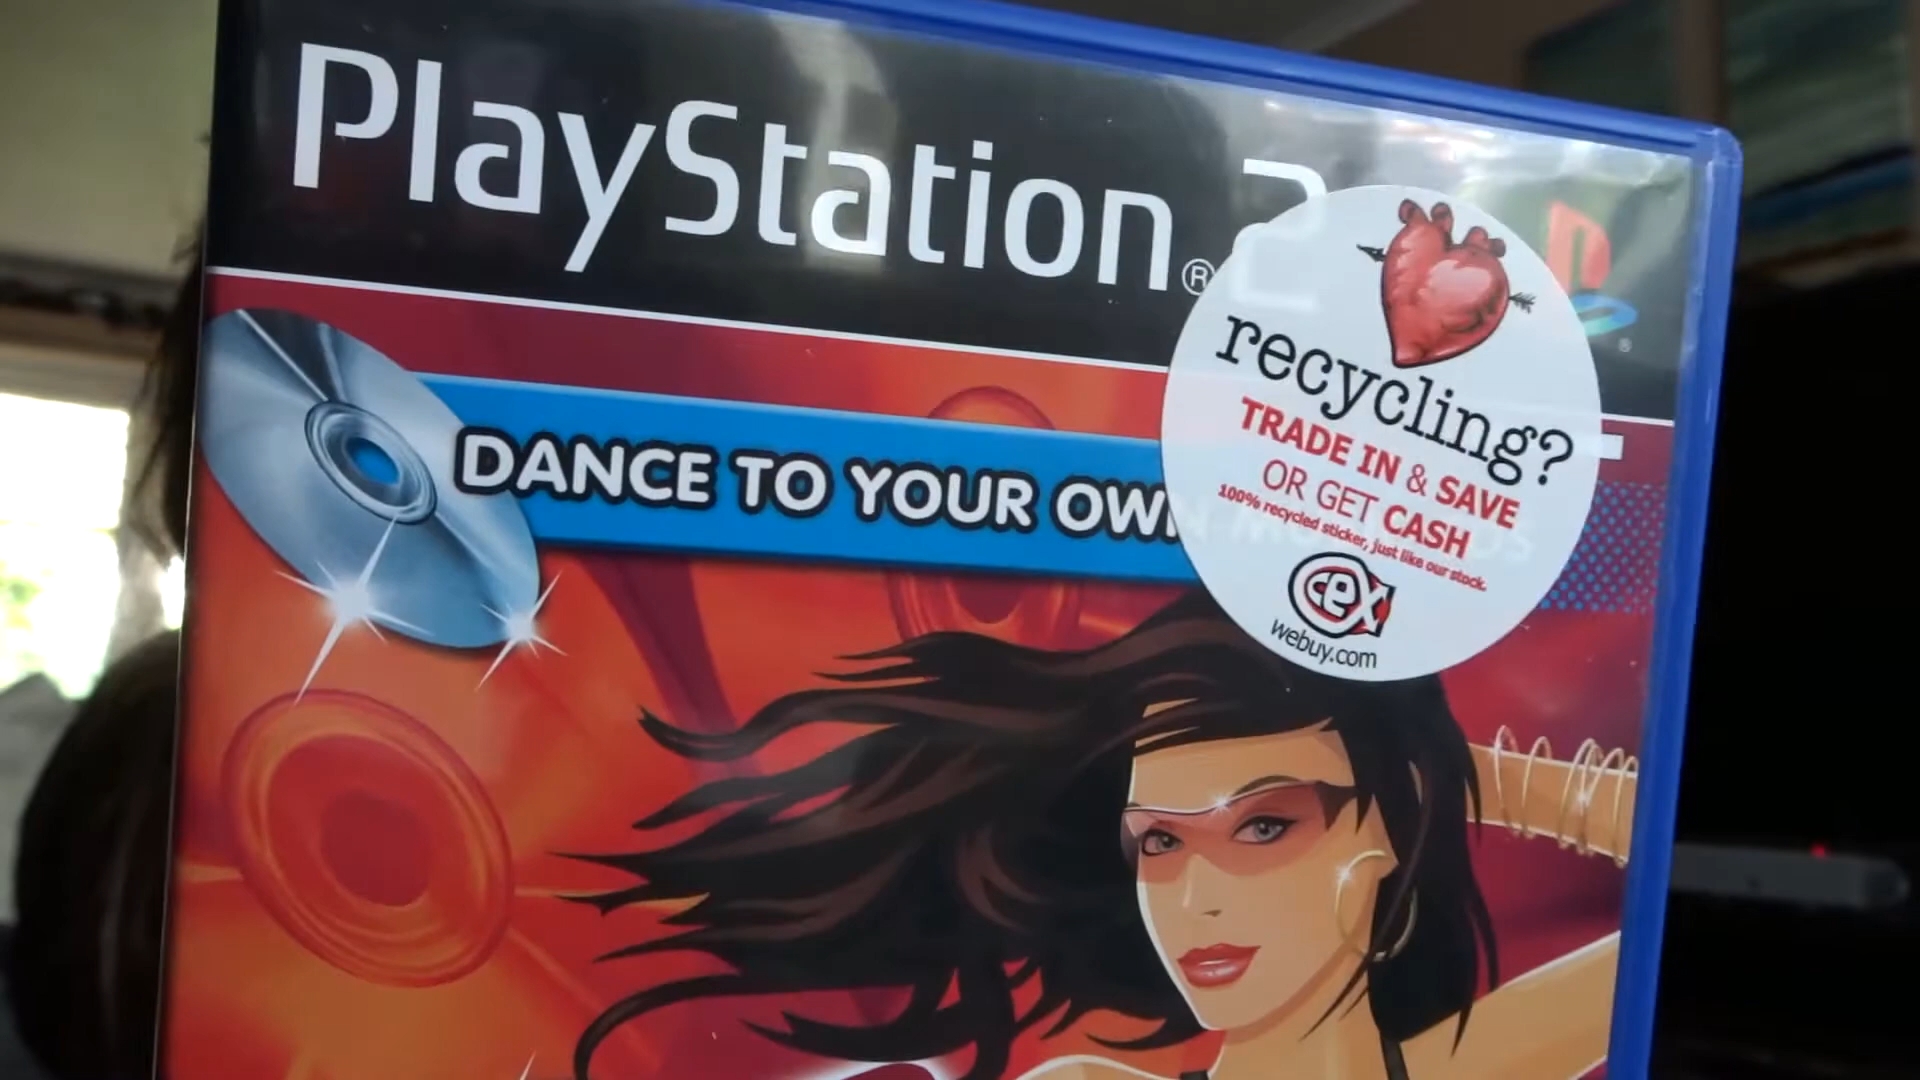 PlayStation®2
DANCE TO YOUR OWN
recycling?
TRADE IN & SAVE
OR GET CASH
100% recycled sticker, just like our stock.
CeX
webuy.com